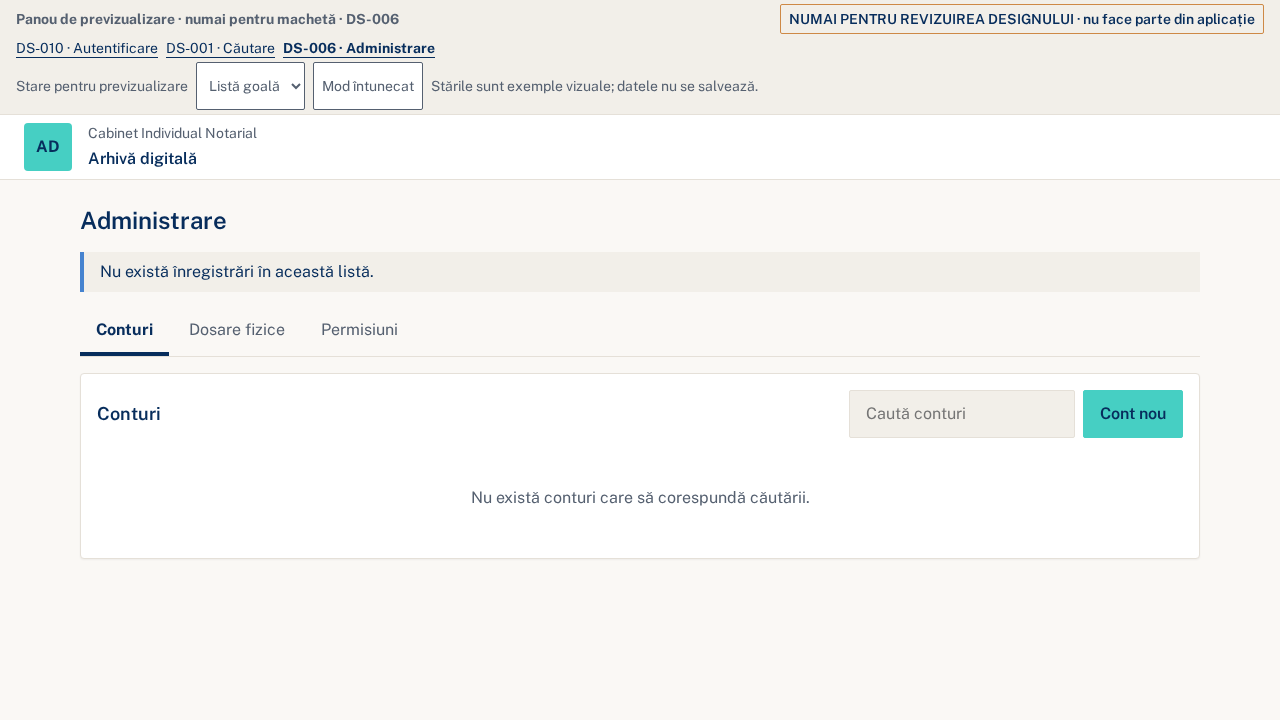 Panou de previzualizare · numai pentru machetă · DS-006
NUMAI PENTRU REVIZUIREA DESIGNULUI · nu face parte din aplicație
DS-010 · Autentificare DS-001 · Căutare DS-006 · Administrare
Stare pentru previzualizare Listă goală Mod întunecat Stările sunt exemple vizuale; datele nu se salvează.
AD
Cabinet Individual Notarial
Arhivă digitală
Administrare
Nu există înregistrări în această listă.
Conturi Dosare fizice Permisiuni
Conturi Caută conturi Cont nou
Nu există conturi care să corespundă căutării.